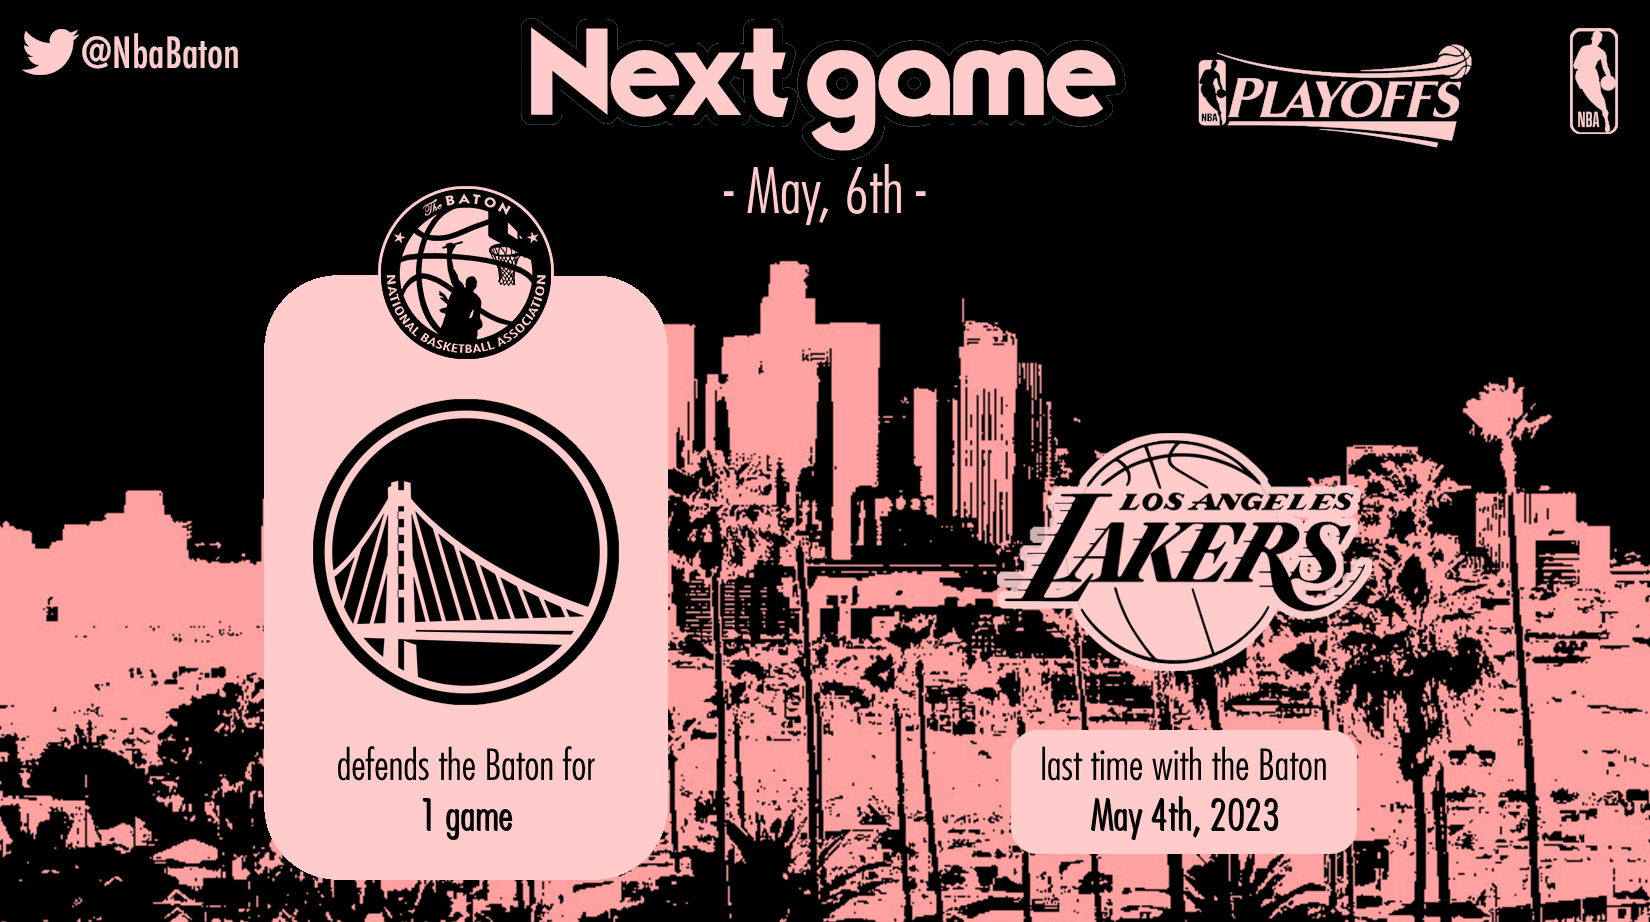 @NbaBaton
Next game
NBA
PLAYOFFS
NBA
- May, 6th -
The BATON
NATIONAL BASKETBALL ASSOCIATION
LOS ANGELES
LAKERS
defends the Baton for
1 game
last time with the Baton
May 4th, 2023